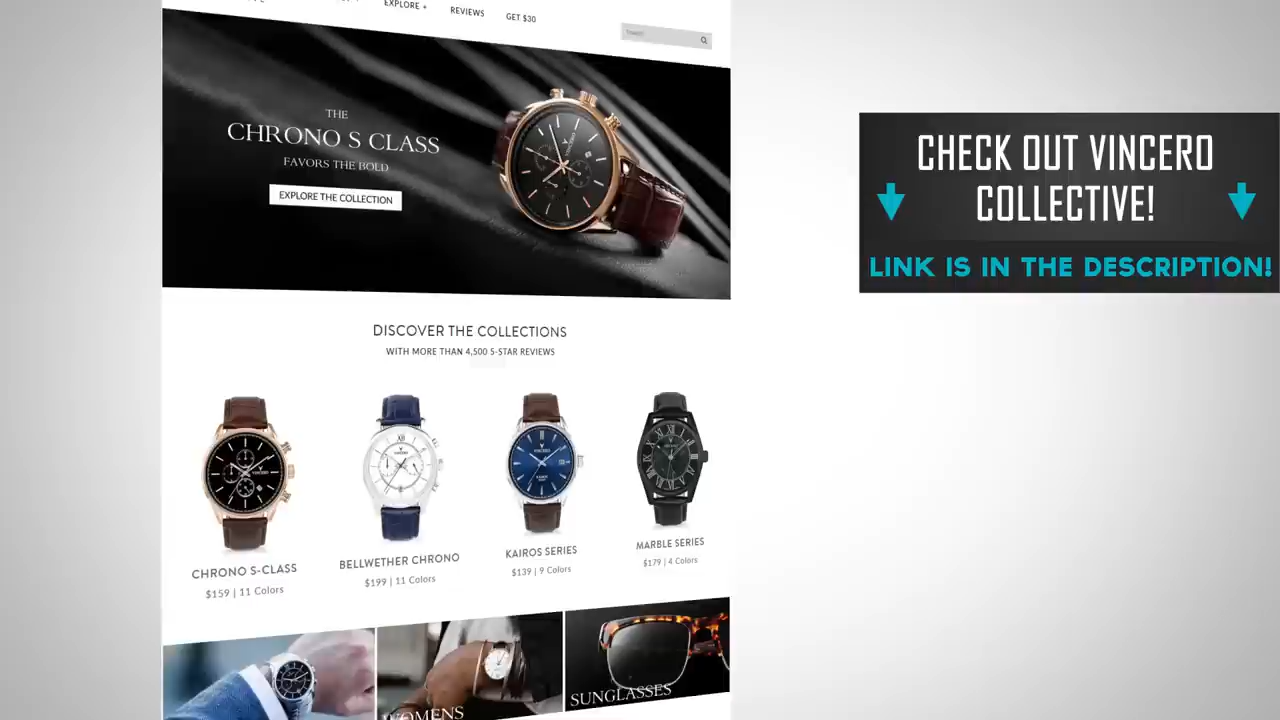 EXPLORE +
REVIEWS
GET $30
THE
CHRONO S CLASS
FAVORS THE BOLD
EXPLORE THE COLLECTION
CHECK OUT VINCERO
COLLECTIVE!
LINK IS IN THE DESCRIPTION!
DISCOVER THE COLLECTIONS
WITH MORE THAN 4,500 5-STAR REVIEWS
CHRONO S-CLASS
$159 | 11 Colors
BELLWETHER CHRONO
$199 | 11 Colors
KAIROS SERIES
$139 | 9 Colors
MARBLE SERIES
$179 | 4 Colors
WOMENS
SUNGLASSES